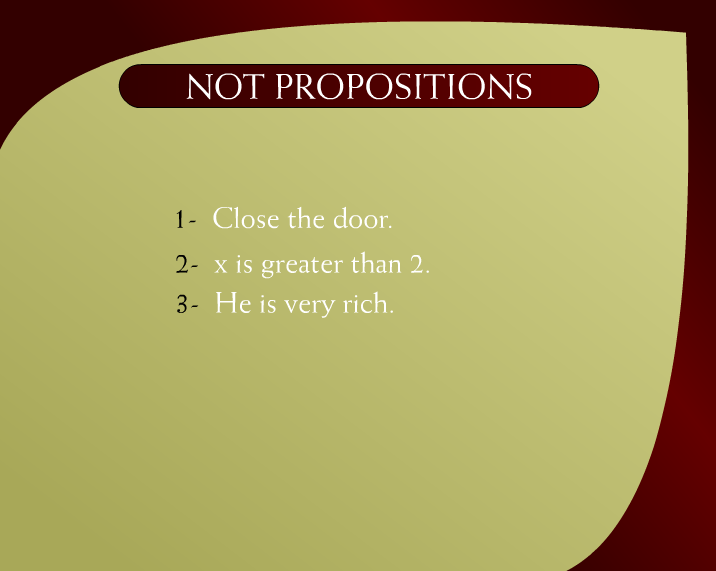 NOT PROPOSITIONS
1- Close the door.
2- x is greater than 2.
3- He is very rich.